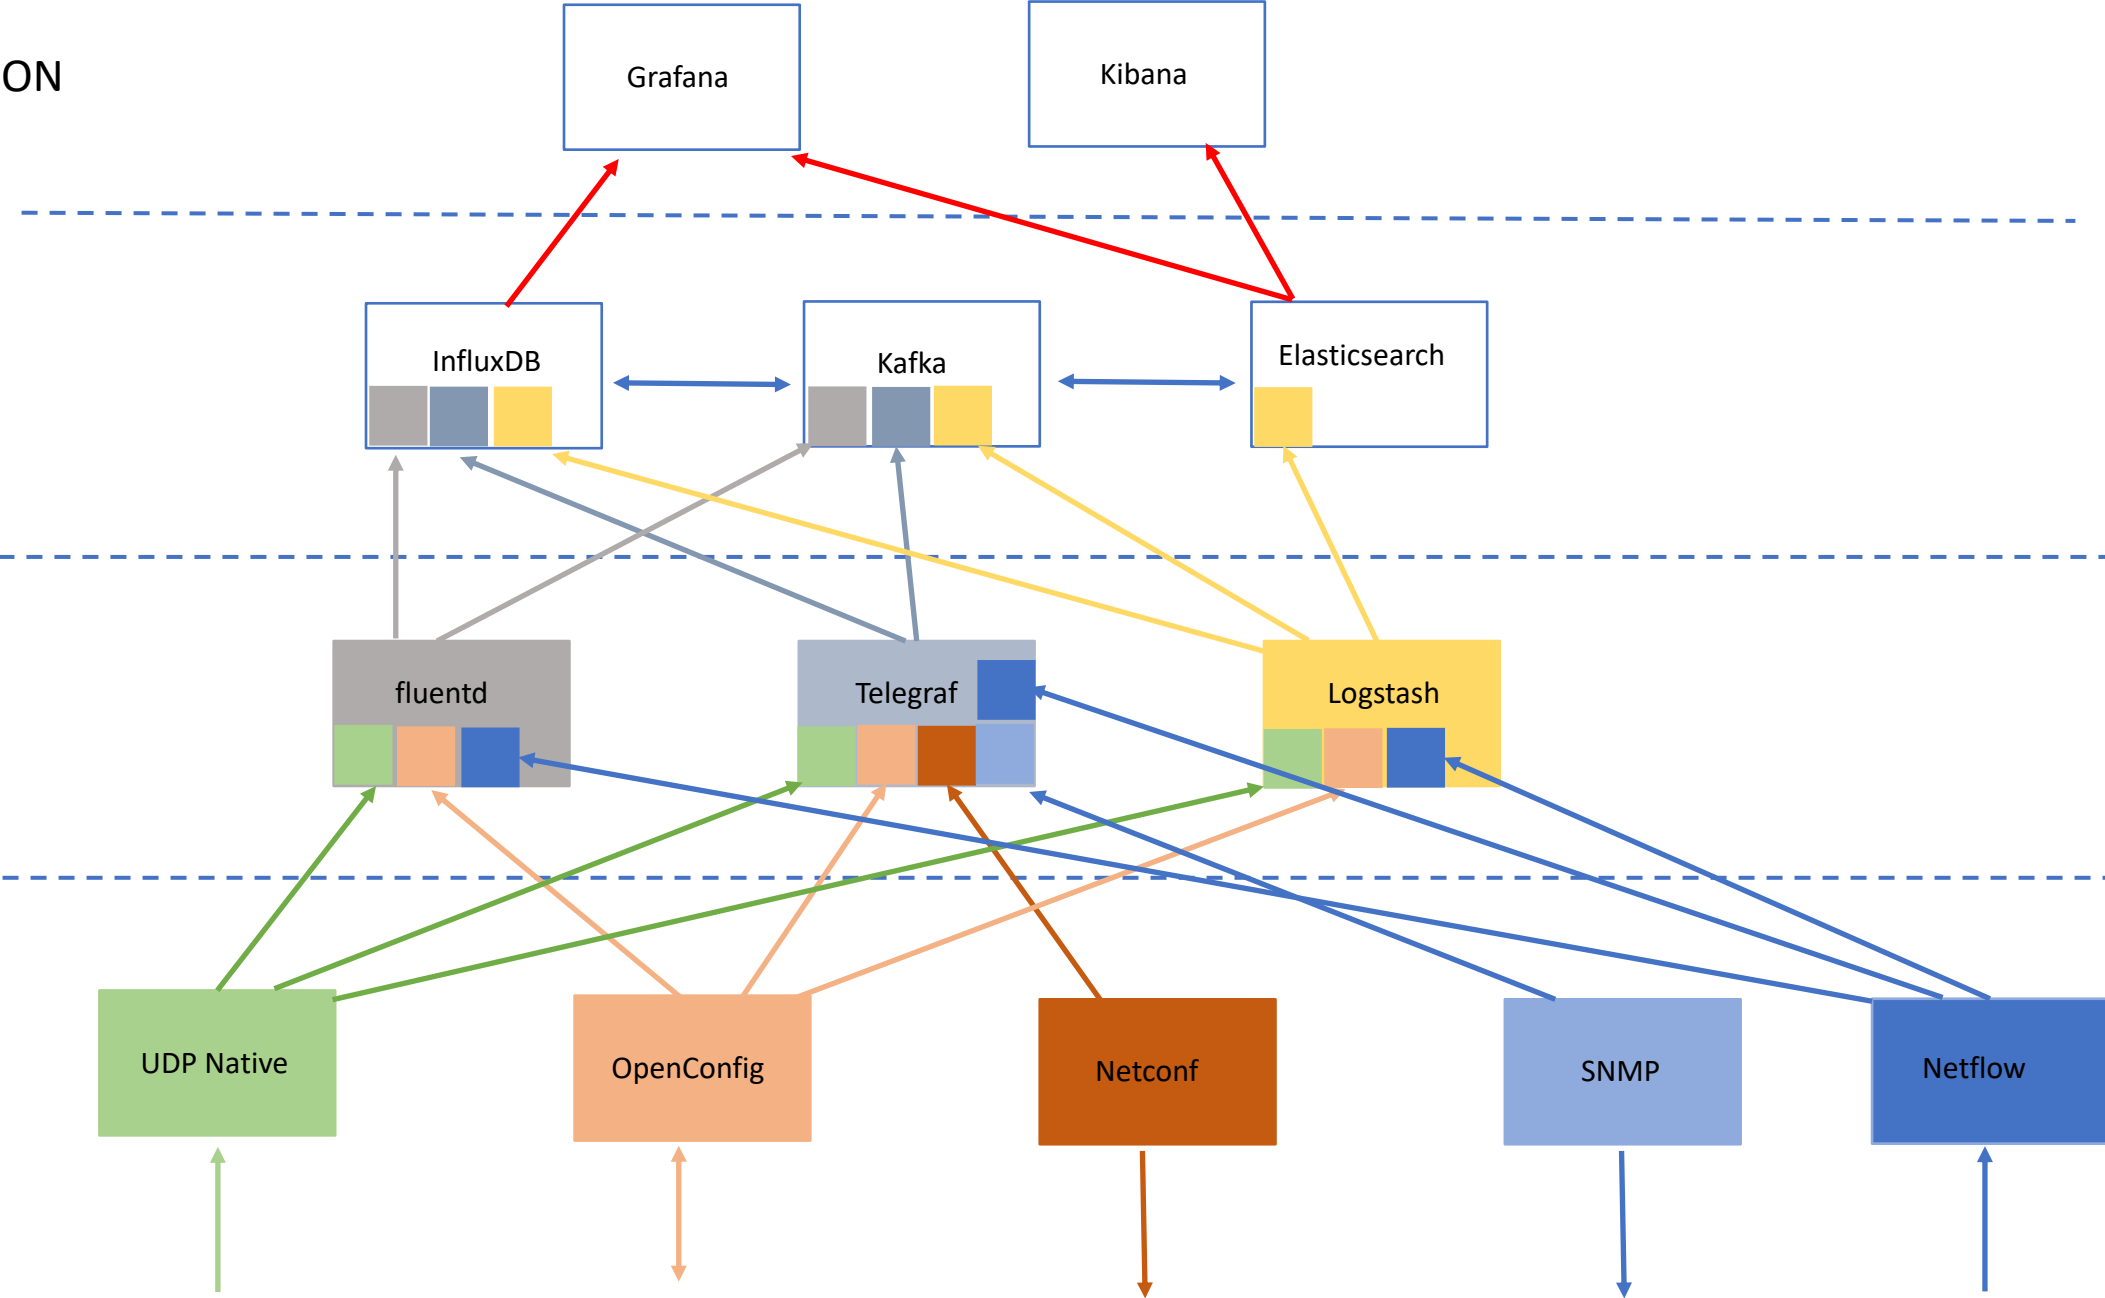 ON
Grafana
Kibana
InfluxDB
Kafka
Elasticsearch
fluentd
Telegraf
Logstash
UDP Native
OpenConfig
Netconf
SNMP
Netflow